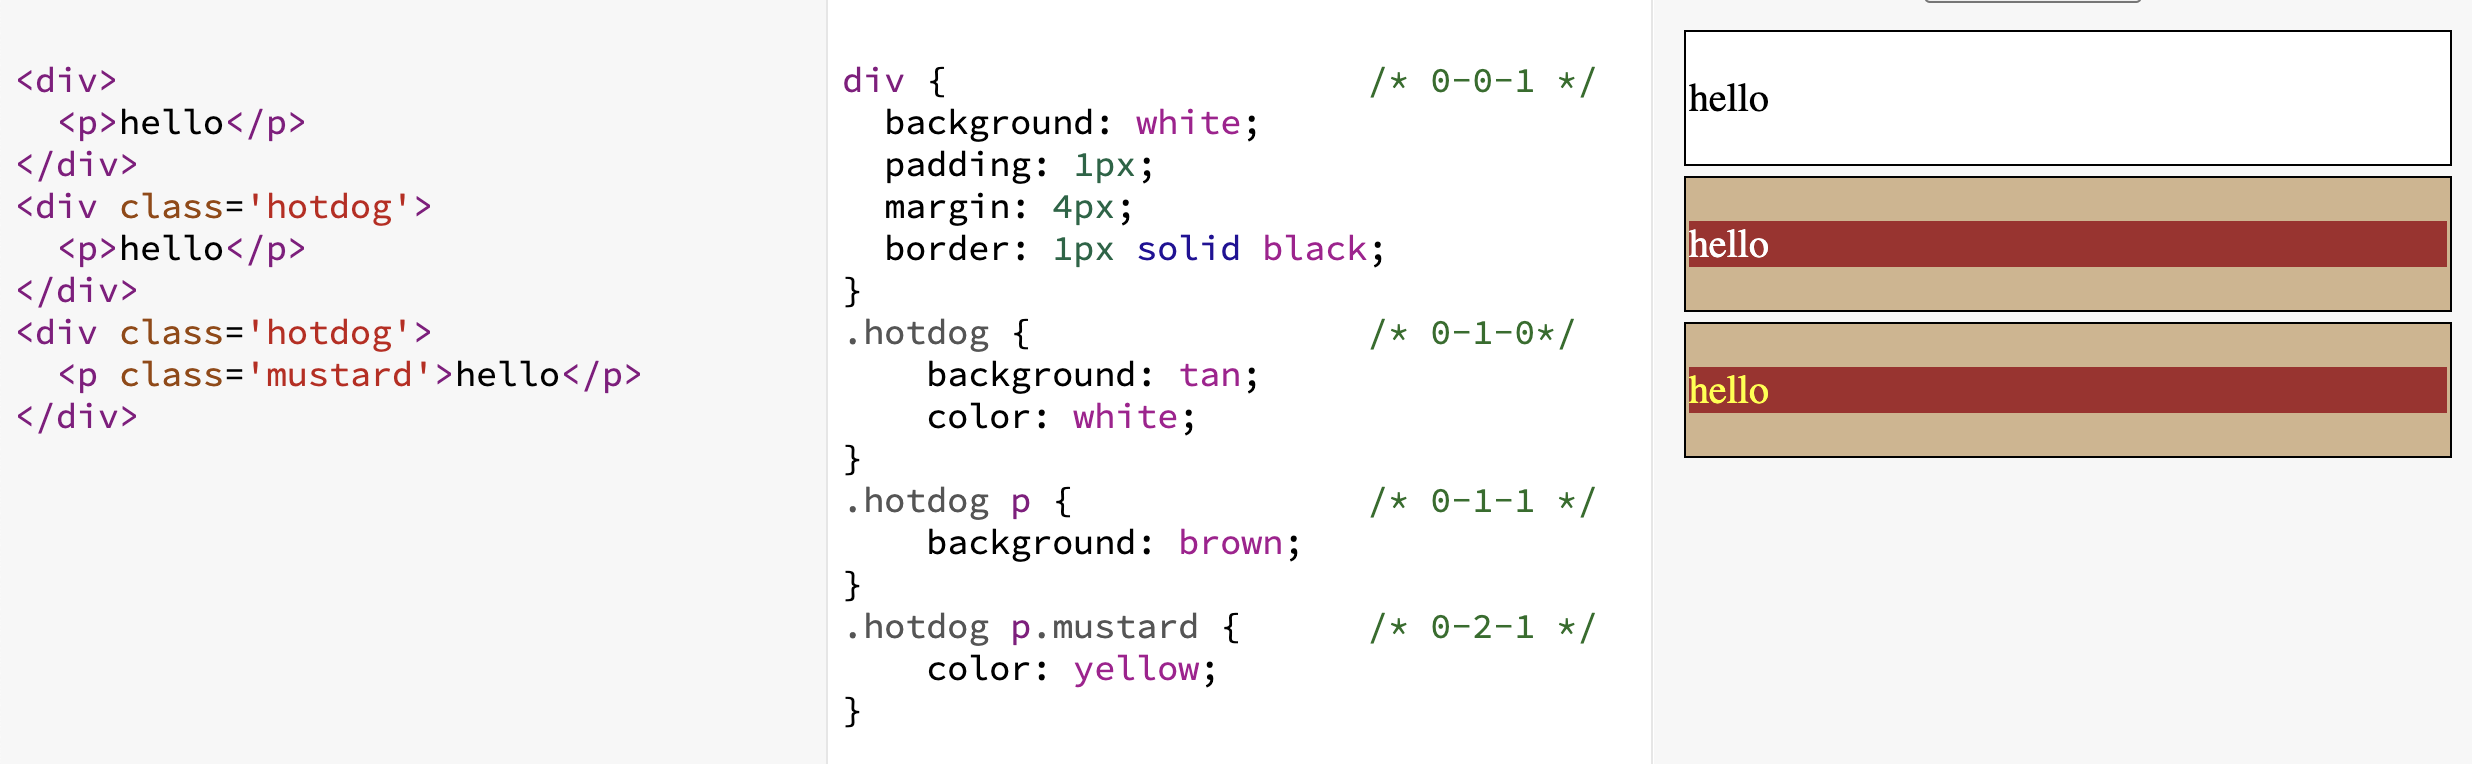 <div>
  <p>hello</p>
</div>
<div class='hotdog'>
  <p>hello</p>
</div>
<div class='hotdog'>
  <p class='mustard'>hello</p>
</div>
div {                    /* 0-0-1 */
  background: white;
  padding: 1px;
  margin: 4px;
  border: 1px solid black;
}
.hotdog {                /* 0-1-0*/
    background: tan;
    color: white;
}
.hotdog p {              /* 0-1-1 */
    background: brown;
}
.hotdog p.mustard {      /* 0-2-1 */
    color: yellow;
}
hello
hello
hello